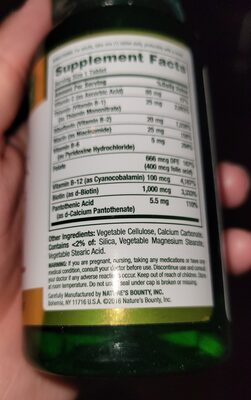 Supplement Facts
Serving Size 1 Tablet
Per Serving
Vitamin C (as Ascorbic Acid) 60 mg
(Vitamin B-1) 25 mg
(as Thiamin Mononitrate)
Riboflavin (Vitamin B-2) 20 mg
Niacin (as Niacinamide) 25 mg
Vitamin B-6 5 mg
(as Pyridoxine Hydrochloride)
Folate 666 mcg DFE
(400 mcg folic acid)
Vitamin B-12 (as Cyanocobalamin) 100 mcg
Biotin (as d-Biotin) 1,000 mcg
Pantothenic Acid 5.5 mg 110%
(as d-Calcium Pantothenate)
Other Ingredients: Vegetable Cellulose, Calcium Carbonate.
Contains <2% of: Silica, Vegetable Magnesium Stearate,
Vegetable Stearic Acid.
WARNING: If you are pregnant, nursing, taking any medications or have any
medical condition, consult your doctor before use. Discontinue use and consult
your doctor if any adverse reactions occur. Keep out of reach of children. Store
at room temperature. Do not use if seal under cap is broken or missing.
Carefully Manufactured by NATURE'S BOUNTY, INC.
Bohemia, NY 11716 U.S.A. ©2016 Nature's Bounty, Inc.